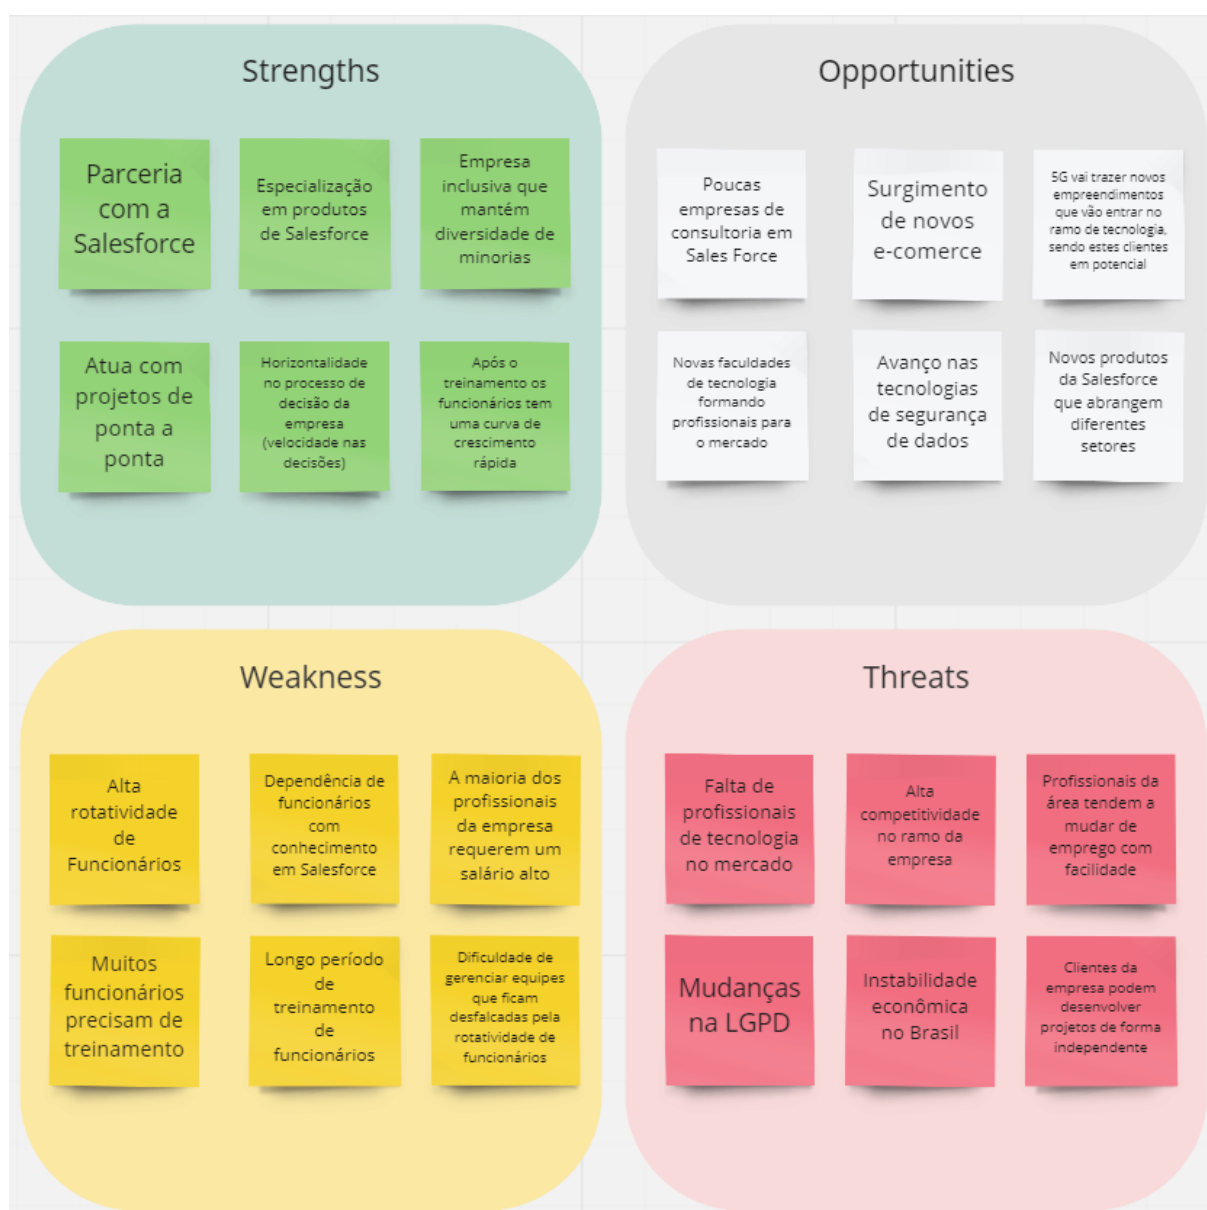 Strengths
Parceria
com a
Salesforce
Especialização
em produtos
de Salesforce
Empresa
inclusiva que
mantém
diversidade de
minorias
Atua com
projetos de
ponta a
ponta
Horizontalidade
no processo de
decisão da
empresa
(velocidade nas
decisões)
Após o
treinamento os
funcionários tem
uma curva de
crescimento
rápida
Opportunities
Poucas
empresas de
consultoria em
Sales Force
Surgimento
de novos
e-comerce
5G vai trazer novos
empreendimentos
que vão entrar no
ramo de tecnologia,
sendo estes clientes
em potencial
Novas faculdades
de tecnologia
formando
profissionais para
o mercado
Avanço nas
tecnologias
de segurança
de dados
Novos produtos
da Salesforce
que abrangem
diferentes
setores
Weakness
Alta
rotatividade
de
Funcionários
Dependência de
funcionários
com
conhecimento
em Salesforce
A maioria dos
profissionais
da empresa
requerem um
salário alto
Muitos
funcionários
precisam de
treinamento
Longo período
de
treinamento
de
funcionários
Dificuldade de
gerenciar equipes
que ficam
desfalcadas pela
rotatividade de
funcionários
Threats
Falta de
profissionais
de tecnologia
no mercado
Alta
competitividade
no ramo da
empresa
Profissionais da
área tendem a
mudar de
emprego com
facilidade
Mudanças
na LGPD
Instabilidade
econômica
no Brasil
Clientes da
empresa podem
desenvolver
projetos de forma
independente